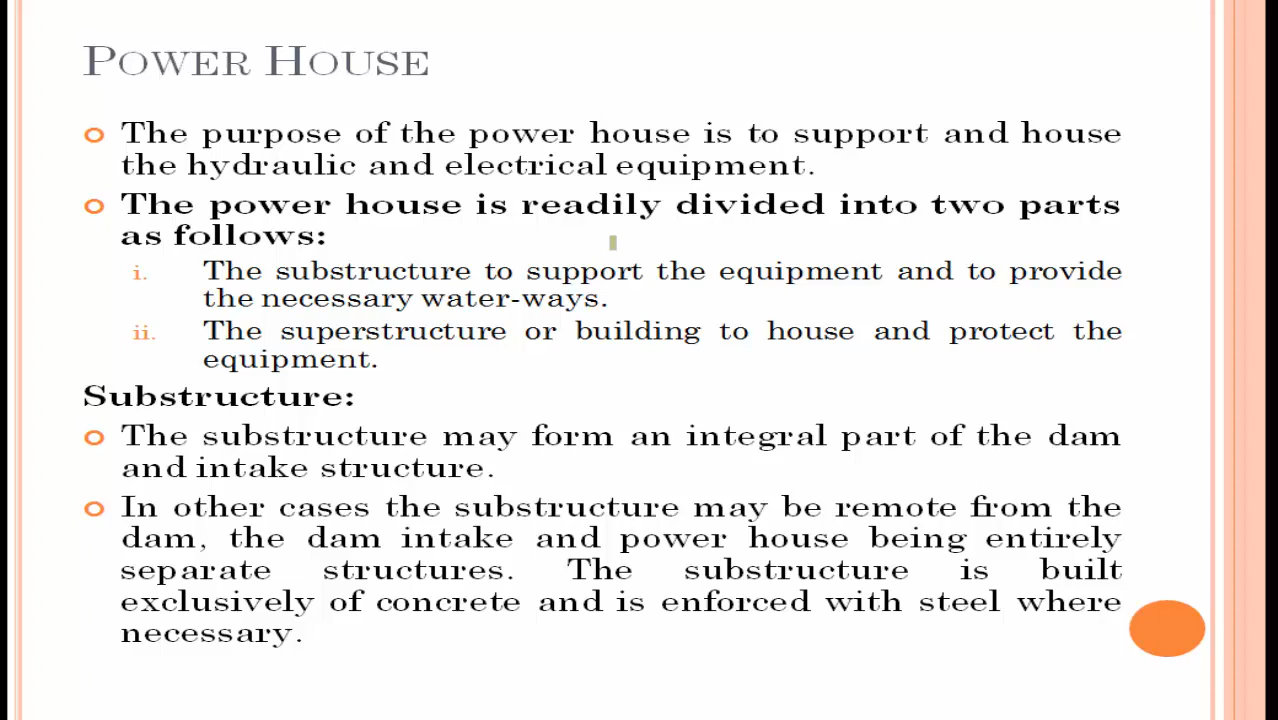 POWER HOUSE
The purpose of the power house is to support and house
the hydraulic and electrical equipment.
The power house is readily divided into two parts
as follows:
i. The substructure to support the equipment and to provide
the necessary water-ways.
ii. The superstructure or building to house and protect the
equipment.
Substructure:
The substructure may form an integral part of the dam
and intake structure.
In other cases the substructure may be remote from the
dam, the dam intake and power house being entirely
separate structures. The substructure is built
exclusively of concrete and is enforced with steel where
necessary.